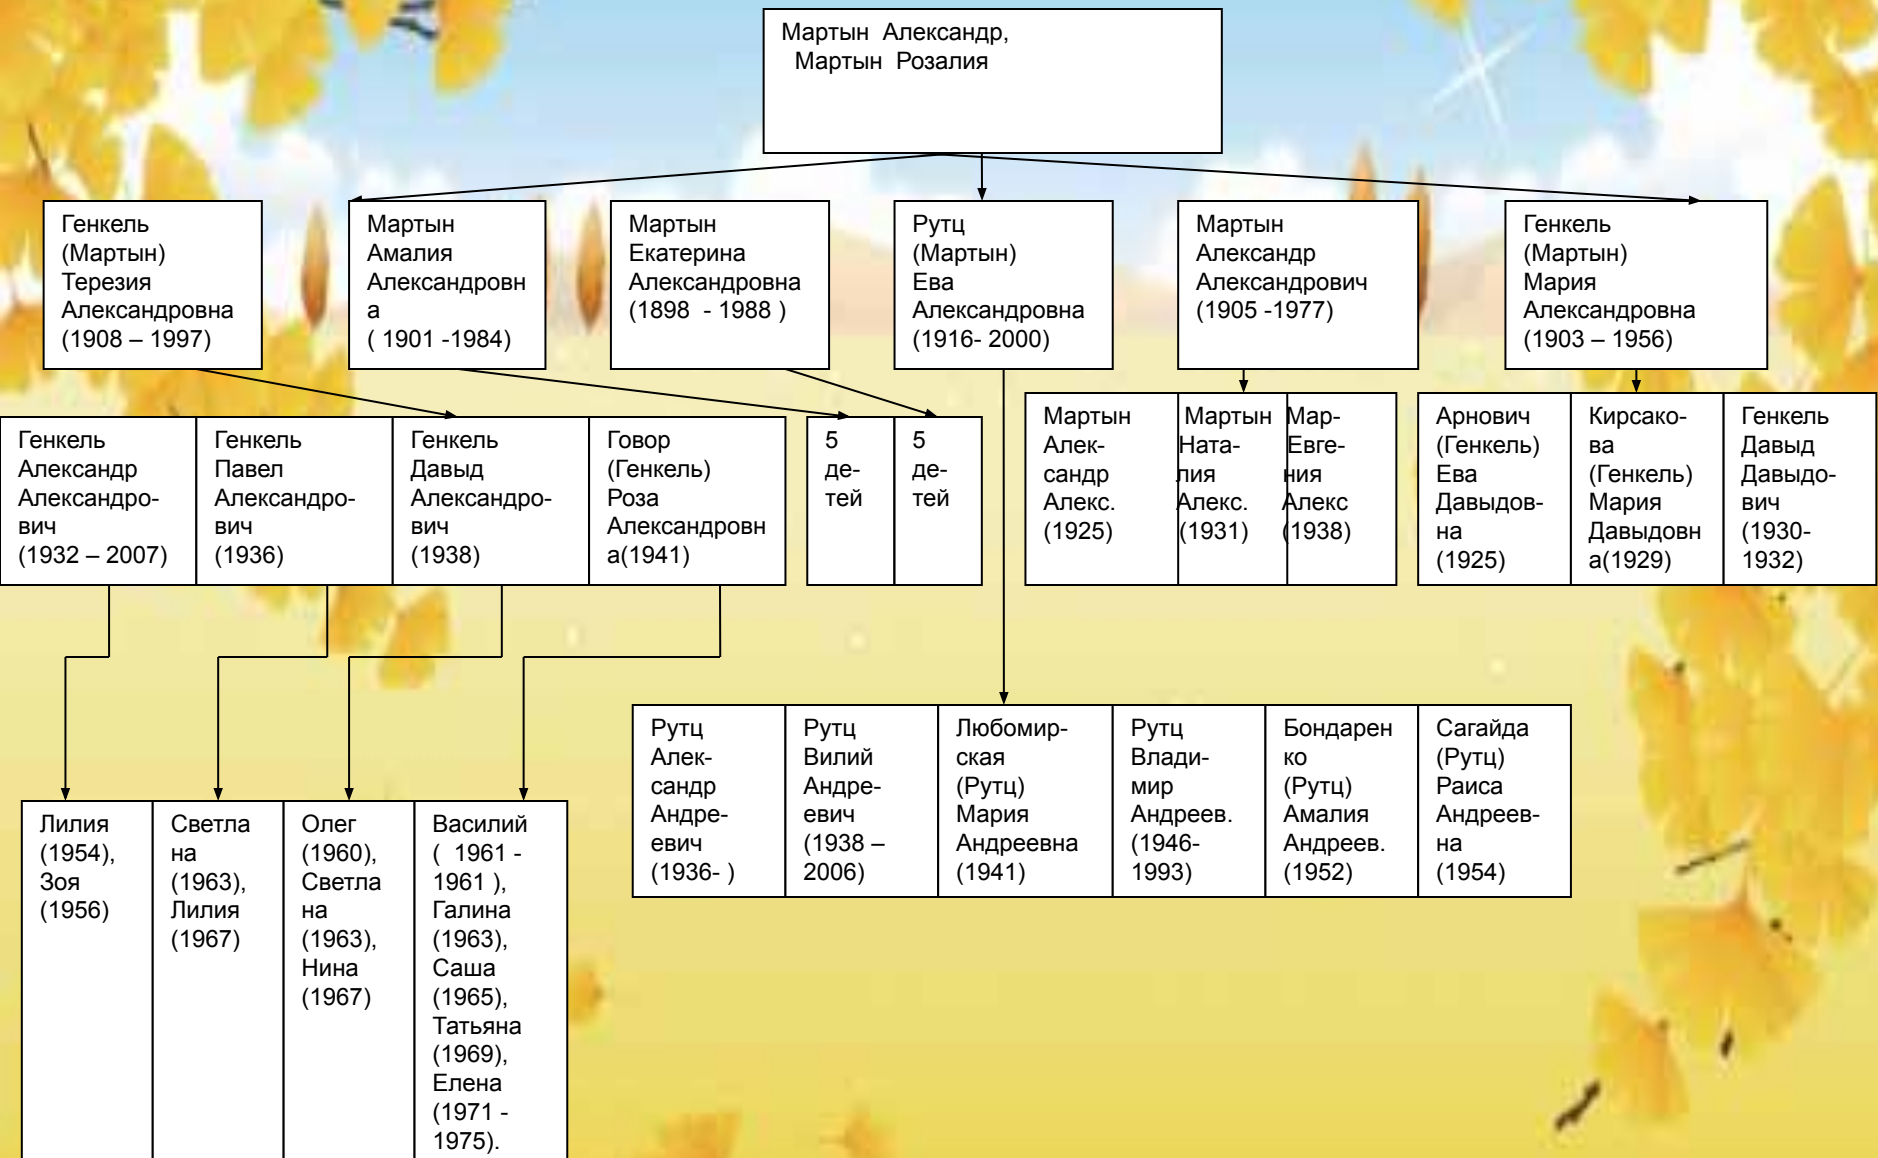 Мартын Александр,
Мартын Розалия
Генкель
(Мартын)
Терезия
Александровна
(1908 – 1997)
Мартын
Амалия
Александровн
а
( 1901 -1984)
Мартын
Екатерина
Александровна
(1898 - 1988 )
Рутц
(Мартын)
Ева
Александровна
(1916- 2000)
Мартын
Александр
Александрович
(1905 -1977)
Генкель
(Мартын)
Мария
Александровна
(1903 – 1956)
Генкель
Александр
Александро-
вич
(1932 – 2007)
Генкель
Павел
Александро-
вич
(1936)
Генкель
Давыд
Александро-
вич
(1938)
Говор
(Генкель)
Роза
Александровн
а(1941)
5
де-
тей
5
де-
тей
Мартын
Алек-
сандр
Алекс.
(1925)
Мартын
Ната-
лия
Алекс.
(1931)
Мар-
Евге-
ния
Алекс
(1938)
Арнович
(Генкель)
Ева
Давыдов-
на
(1925)
Кирсако-
ва
(Генкель)
Мария
Давыдовн
а(1929)
Генкель
Давыд
Давыдо-
вич
(1930-
1932)
Рутц
Алек-
сандр
Андре-
евич
(1936- )
Рутц
Вилий
Андре-
евич
(1938 –
2006)
Любомир-
ская
(Рутц)
Мария
Андреевна
(1941)
Рутц
Влади-
мир
Андреев.
(1946-
1993)
Бондарен
ко
(Рутц)
Амалия
Андреев.
(1952)
Сагайда
(Рутц)
Раиса
Андреев-
на
(1954)
Лилия
(1954),
Зоя
(1956)
Светла
на
(1963),
Лилия
(1967)
Олег
(1960),
Светла
на
(1963),
Нина
(1967)
Василий
( 1961 -
1961 ),
Галина
(1963),
Саша
(1965),
Татьяна
(1969),
Елена
(1971 -
1975).